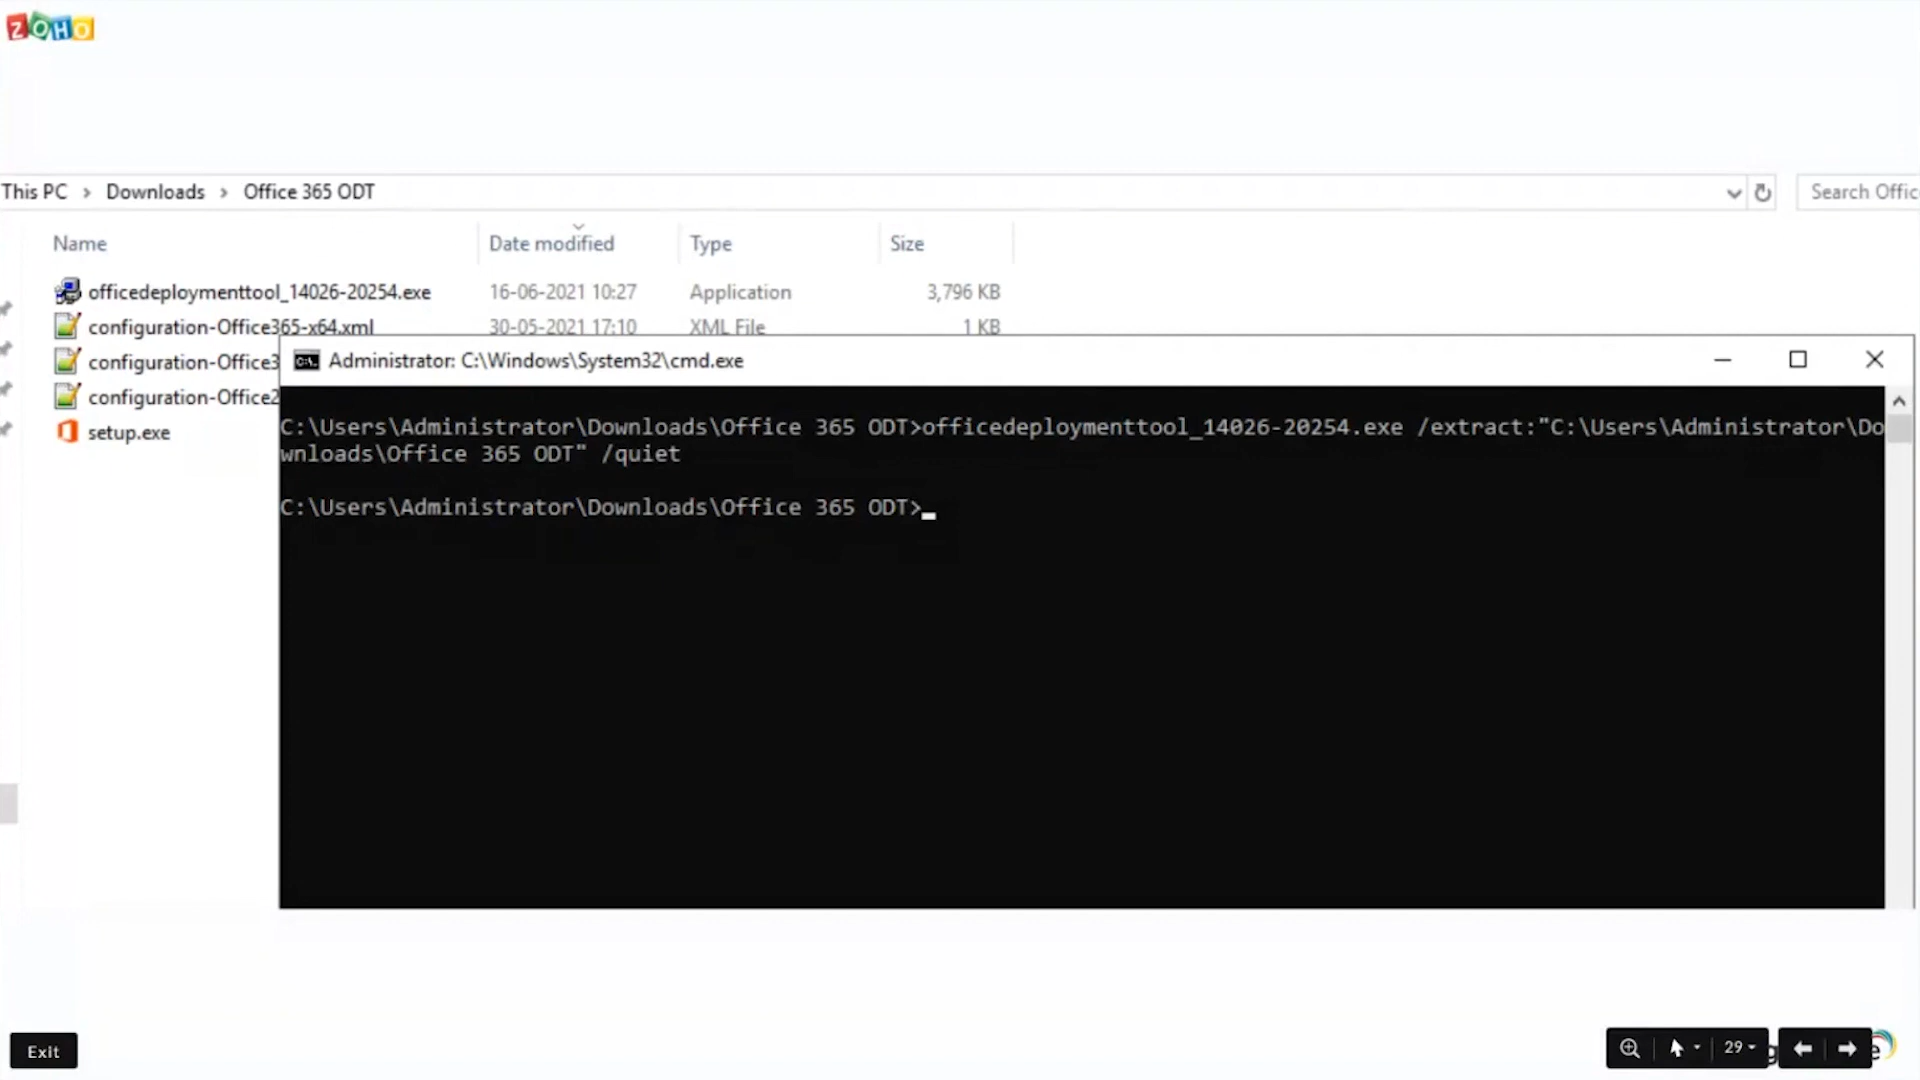 ZOHO
This PC > Downloads > Office 365 ODT
Search Offic
Name Date modified Type Size
officedeploymenttool_14026-20254.exe 16-06-2021 10:27 Application 3,796 KB
configuration-Office365-x64.xml 30-05-2021 17:10 XML File 1 KB
configuration-Office3
configuration-Office2
setup.exe
Administrator: C:\Windows\System32\cmd.exe
C:\Users\Administrator\Downloads\Office 365 ODT>officedeploymenttool_14026-20254.exe /extract:"C:\Users\Administrator\Do
wnloads\Office 365 ODT" /quiet
C:\Users\Administrator\Downloads\Office 365 ODT>
Exit
29